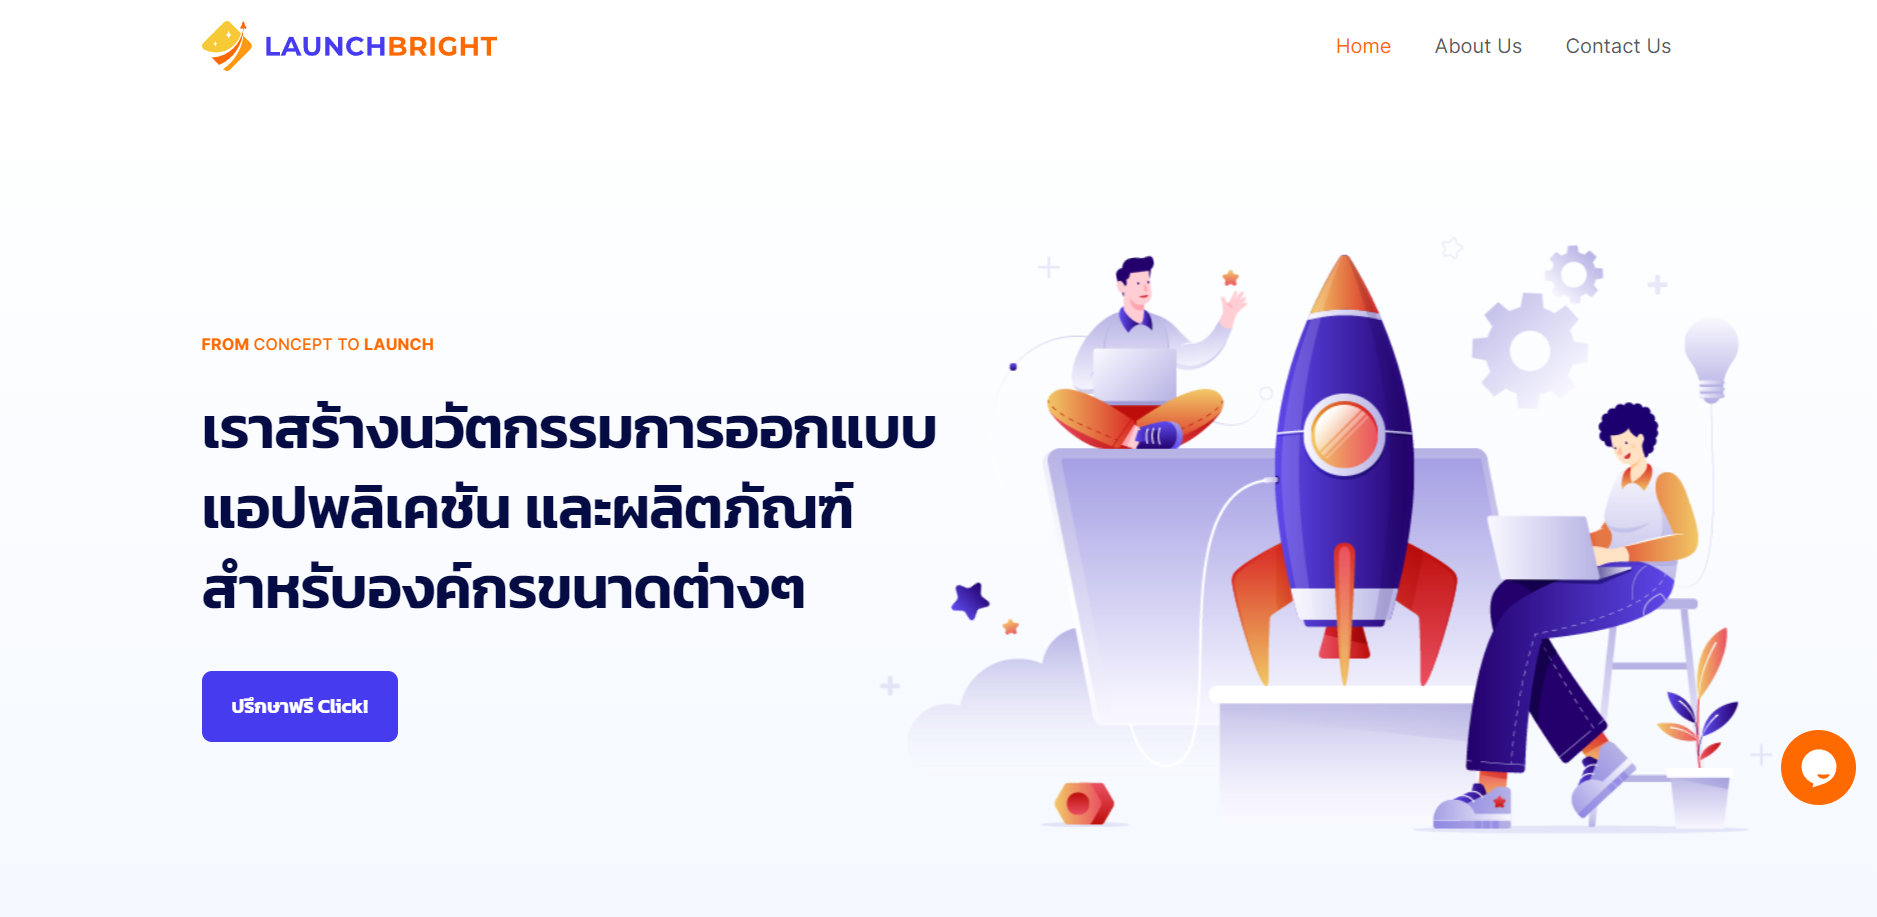 LAUNCHBRIGHT
Home About Us Contact Us
FROM CONCEPT TO LAUNCH
เราสร้างนวัตกรรมการออกแบบ
แอปพลิเคชัน และผลิตภัณฑ์
สำหรับองค์กรขนาดต่างๆ
ปรึกษาฟรี Click!